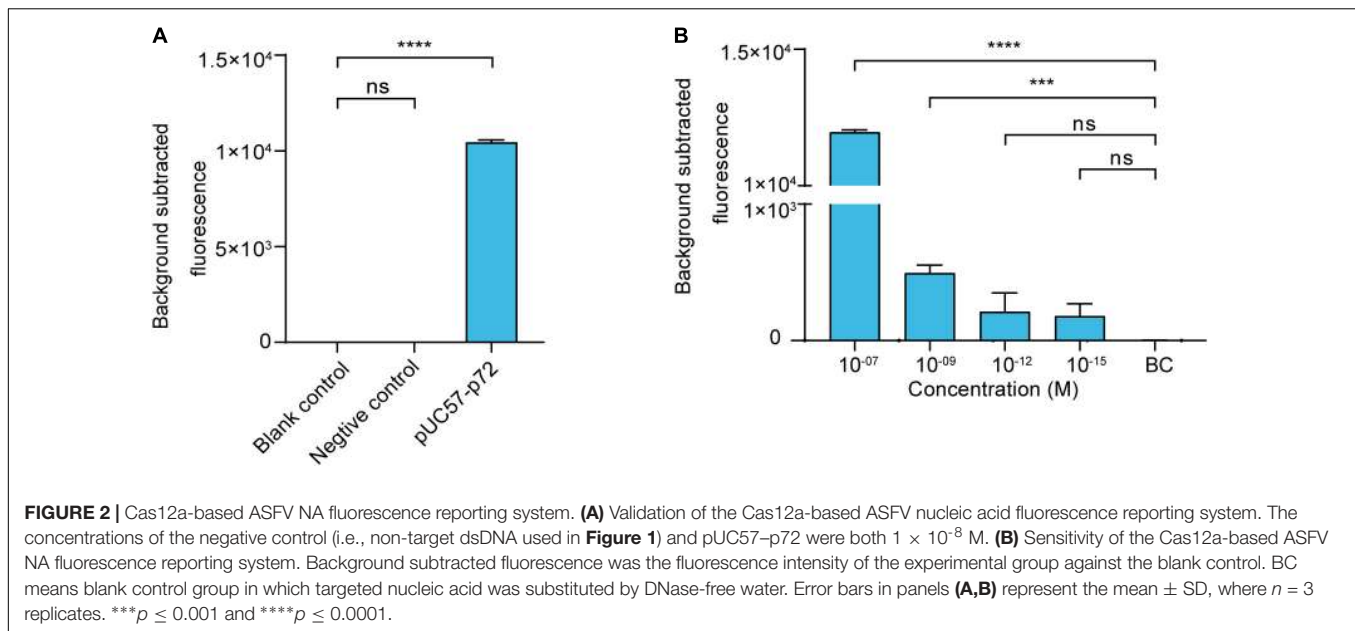 A
B
1.5×10⁴
1×10⁴
5×10³
0
Background subtracted
fluorescence
****
ns
Blank control
Negtive control
pUC57-p72
1.5×10⁴
1×10⁴
1×10³
0
Background subtracted
fluorescence
****
***
ns
ns
10⁻⁰⁷
10⁻⁰⁹
10⁻¹²
10⁻¹⁵
BC
Concentration (M)
FIGURE 2 | Cas12a-based ASFV NA fluorescence reporting system. (A) Validation of the Cas12a-based ASFV nucleic acid fluorescence reporting system. The
concentrations of the negative control (i.e., non-target dsDNA used in Figure 1) and pUC57–p72 were both 1 × 10⁻⁸ M. (B) Sensitivity of the Cas12a-based ASFV
NA fluorescence reporting system. Background subtracted fluorescence was the fluorescence intensity of the experimental group against the blank control. BC
means blank control group in which targeted nucleic acid was substituted by DNase-free water. Error bars in panels (A,B) represent the mean ± SD, where n = 3
replicates. ***p ≤ 0.001 and ****p ≤ 0.0001.